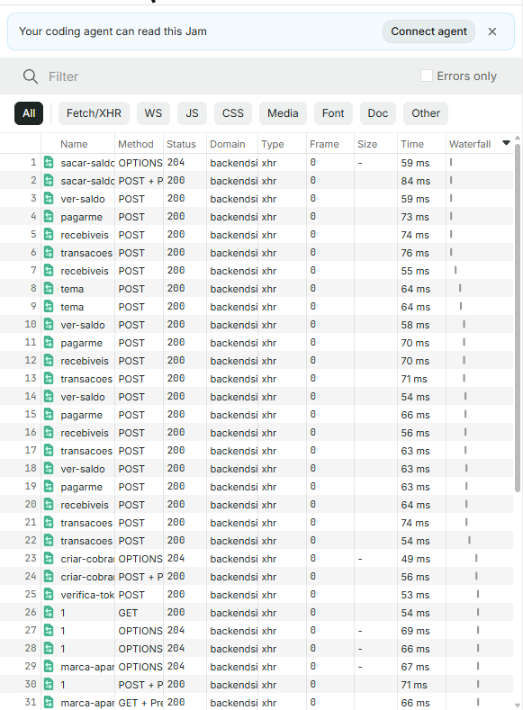 Your coding agent can read this Jam Connect agent ×
Filter Errors only
All Fetch/XHR WS JS CSS Media Font Doc Other
Name Method Status Domain Type Frame Size Time Waterfall
1 sacar-saldo OPTIONS 204 backendsi xhr 0 - 59 ms
2 sacar-saldo POST + P 200 backendsi xhr 0 84 ms
3 ver-saldo POST 200 backendsi xhr 0 59 ms
4 pagarme POST 200 backendsi xhr 0 73 ms
5 recebiveis POST 200 backendsi xhr 0 74 ms
6 transacoes POST 200 backendsi xhr 0 76 ms
7 recebiveis POST 200 backendsi xhr 0 55 ms
8 tema POST 200 backendsi xhr 0 64 ms
9 tema POST 200 backendsi xhr 0 64 ms
10 ver-saldo POST 200 backendsi xhr 0 58 ms
11 pagarme POST 200 backendsi xhr 0 70 ms
12 recebiveis POST 200 backendsi xhr 0 70 ms
13 transacoes POST 200 backendsi xhr 0 71 ms
14 ver-saldo POST 200 backendsi xhr 0 54 ms
15 pagarme POST 200 backendsi xhr 0 66 ms
16 recebiveis POST 200 backendsi xhr 0 56 ms
17 transacoes POST 200 backendsi xhr 0 63 ms
18 ver-saldo POST 200 backendsi xhr 0 63 ms
19 pagarme POST 200 backendsi xhr 0 63 ms
20 recebiveis POST 200 backendsi xhr 0 64 ms
21 transacoes POST 200 backendsi xhr 0 74 ms
22 transacoes POST 200 backendsi xhr 0 54 ms
23 criar-cobra OPTIONS 204 backendsi xhr 0 - 49 ms
24 criar-cobra POST + P 200 backendsi xhr 0 56 ms
25 verifica-tok POST 200 backendsi xhr 0 53 ms
26 1 GET 200 backendsi xhr 0 54 ms
27 1 OPTIONS 204 backendsi xhr 0 - 69 ms
28 1 OPTIONS 204 backendsi xhr 0 - 66 ms
29 marca-apar OPTIONS 204 backendsi xhr 0 - 67 ms
30 1 POST + P 200 backendsi xhr 0 71 ms
31 marca-apar GET + Pre 200 backendsi xhr 0 66 ms